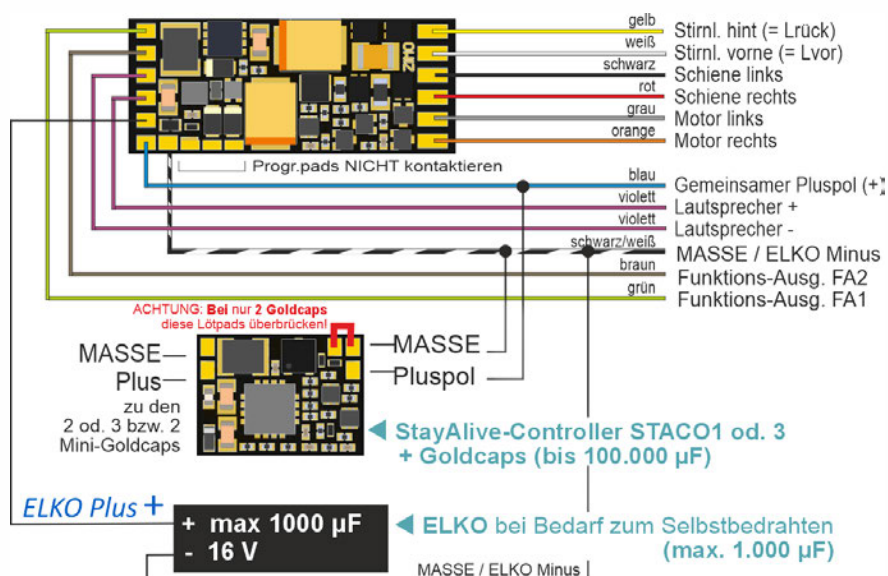 gelb
Stirnl. hint (= Lrück)
weiß
Stirnl. vorne (= Lvor)
schwarz
Schiene links
rot
Schiene rechts
grau
Motor links
orange
Motor rechts
ZIMO
Progr.pads NICHT kontaktieren
blau
Gemeinsamer Pluspol (+)
violett
Lautsprecher +
violett
Lautsprecher -
schwarz/weiß
MASSE / ELKO Minus
braun
Funktions-Ausg. FA2
grün
Funktions-Ausg. FA1
ACHTUNG: Bei nur 2 Goldcaps
diese Lötpads überbrücken!
MASSE
MASSE
Plus
Pluspol
zu den
2 od. 3 bzw. 2
Mini-Goldcaps
StayAlive-Controller STACO1 od. 3
+ Goldcaps (bis 100.000 µF)
ELKO Plus +
+ max 1000 µF
- 16 V
ELKO bei Bedarf zum Selbstbedrahten
(max. 1.000 µF)
MASSE / ELKO Minus